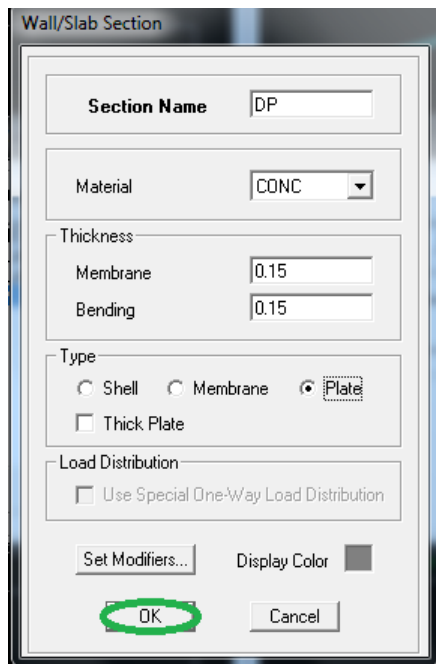 Wall/Slab Section
Section Name DP
Material CONC
Thickness
Membrane 0.15
Bending 0.15
Type
Shell Membrane Plate
Thick Plate
Load Distribution
Use Special One-Way Load Distribution
Set Modifiers... Display Color
OK Cancel